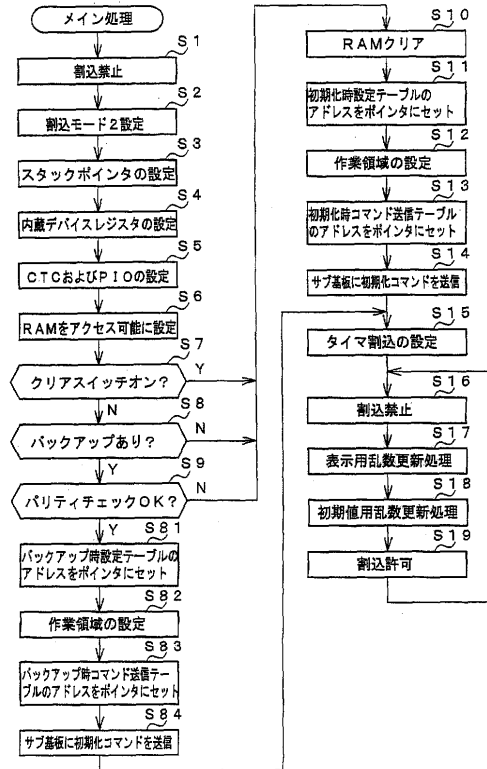 メイン処理
S1
割込禁止
S2
割込モード2設定
S3
スタックポインタの設定
S4
内蔵デバイスレジスタの設定
S5
CTCおよびPIOの設定
S6
RAMをアクセス可能に設定
S7
クリアスイッチオン?
Y
N
S8
バックアップあり?
N
Y
S9
パリティチェックOK?
N
Y
S81
バックアップ時設定テーブルの
アドレスをポインタにセット
S82
作業領域の設定
S83
バックアップ時コマンド送信テー
ブルのアドレスをポインタにセット
S84
サブ基板に初期化コマンドを送信
S10
RAMクリア
S11
初期化時設定テーブルの
アドレスをポインタにセット
S12
作業領域の設定
S13
初期化時コマンド送信テーブル
のアドレスをポインタにセット
S14
サブ基板に初期化コマンドを送信
S15
タイマ割込の設定
S16
割込禁止
S17
表示用乱数更新処理
S18
初期値用乱数更新処理
S19
割込許可